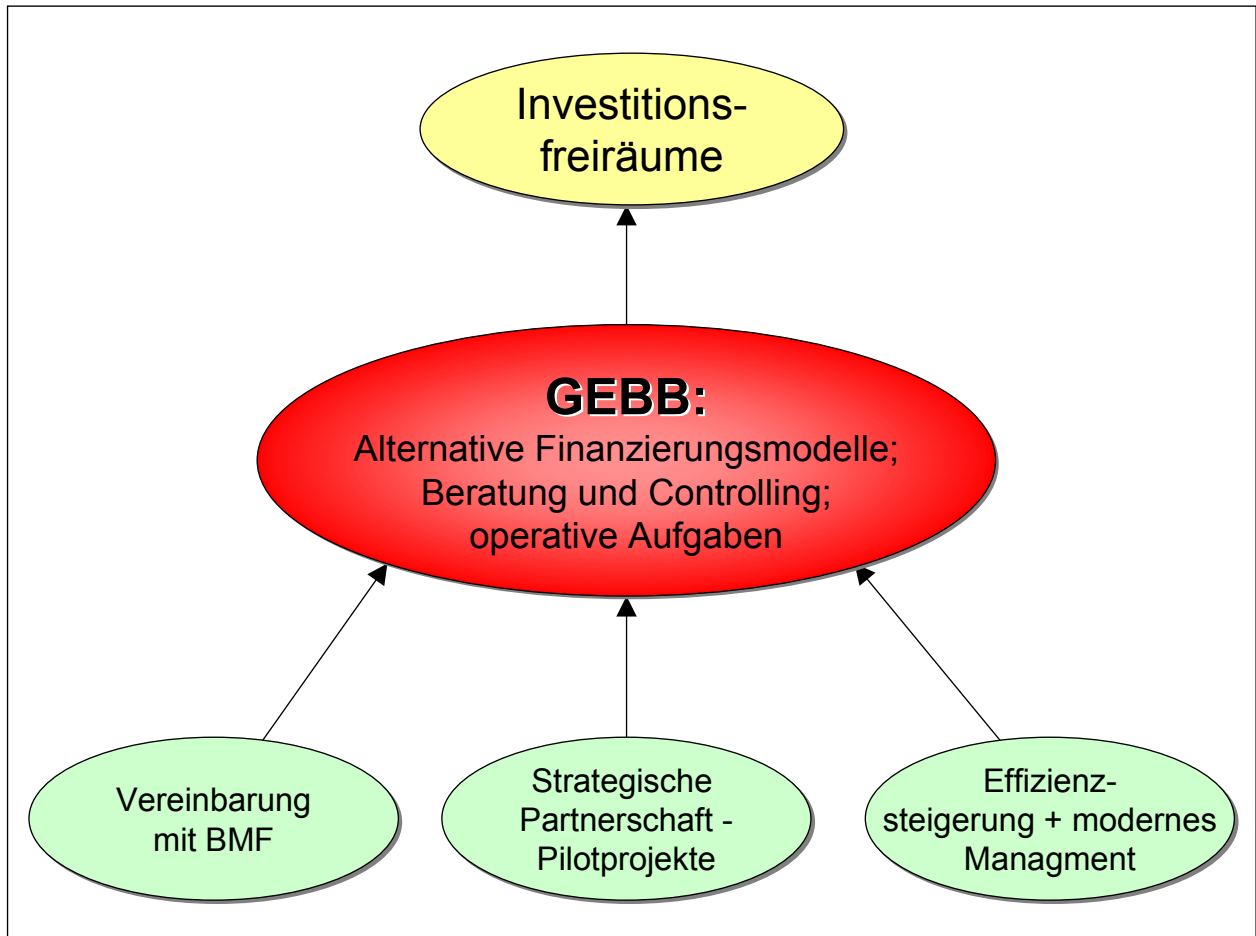 Investitions-
freiräume
GEBB:
Alternative Finanzierungsmodelle;
Beratung und Controlling;
operative Aufgaben
Vereinbarung
mit BMF
Strategische
Partnerschaft -
Pilotprojekte
Effizienz-
steigerung + modernes
Managment